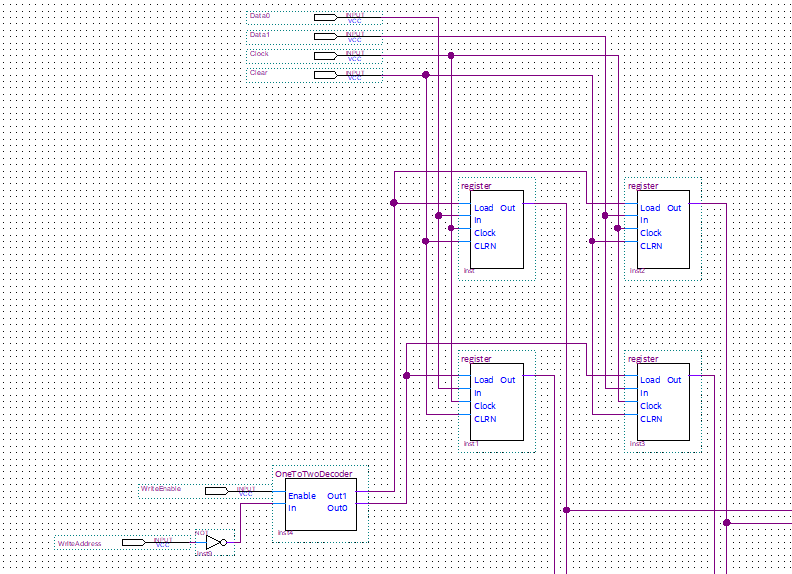 Data0 INPUT
VCC
Data1 INPUT
VCC
Clock INPUT
VCC
Clear INPUT
VCC
register
Load Out
In
Clock
CLRN
inst
register
Load Out
In
Clock
CLRN
inst2
register
Load Out
In
Clock
CLRN
inst1
register
Load Out
In
Clock
CLRN
inst3
OneToTwoDecoder
WriteEnable INPUT
VCC
Enable Out1
In Out0
inst4
WriteAddress INPUT
VCC
NOT